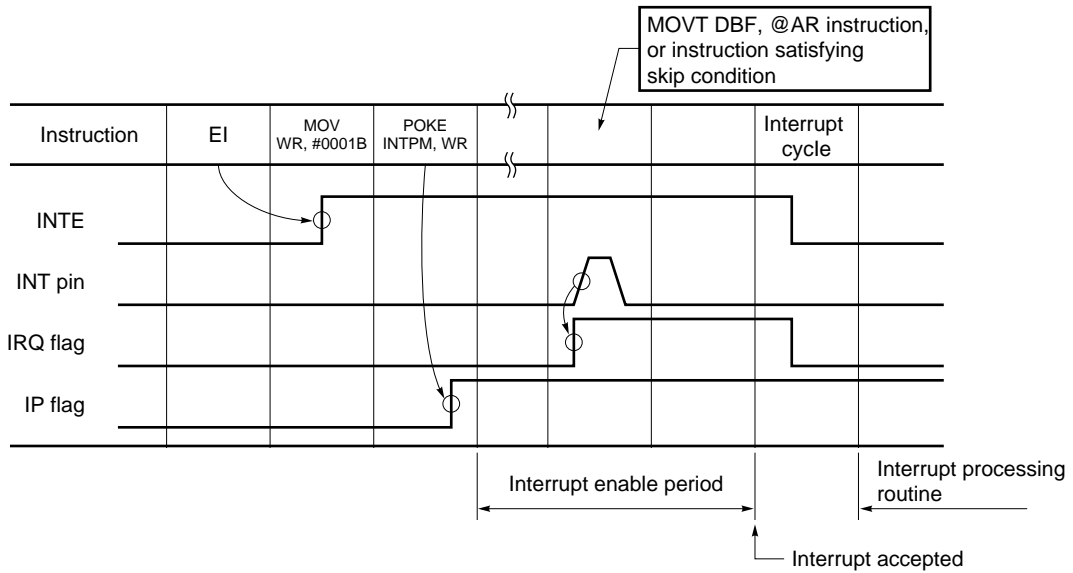 MOVT DBF, @AR instruction,
or instruction satisfying
skip condition
Instruction
EI
MOV
WR, #0001B
POKE
INTPM, WR
Interrupt
cycle
INTE
INT pin
IRQ flag
IP flag
Interrupt enable period
Interrupt processing
routine
Interrupt accepted